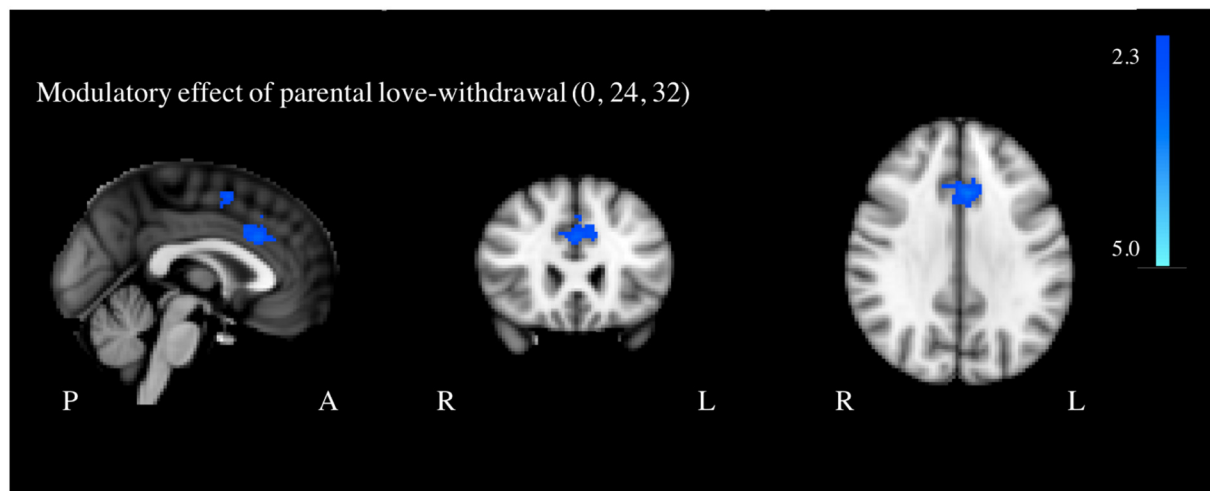 2.3
Modulatory effect of parental love-withdrawal (0, 24, 32)
5.0
P A R L R L